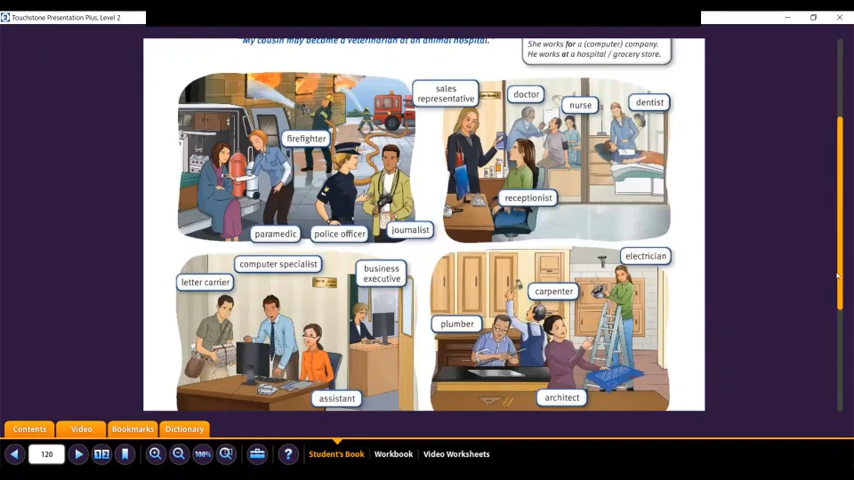 Touchstone Presentation Plus, Level 2
"My cousin may become a veterinarian at an animal hospital."
She works for a (computer) company.
He works at a hospital / grocery store.
firefighter
paramedic
police officer
journalist
sales
representative
doctor
nurse
dentist
receptionist
letter carrier
computer specialist
business
executive
assistant
electrician
carpenter
plumber
architect
Contents
Video
Bookmarks
Dictionary
120
1 2
100%
?
Student's Book
Workbook
Video Worksheets